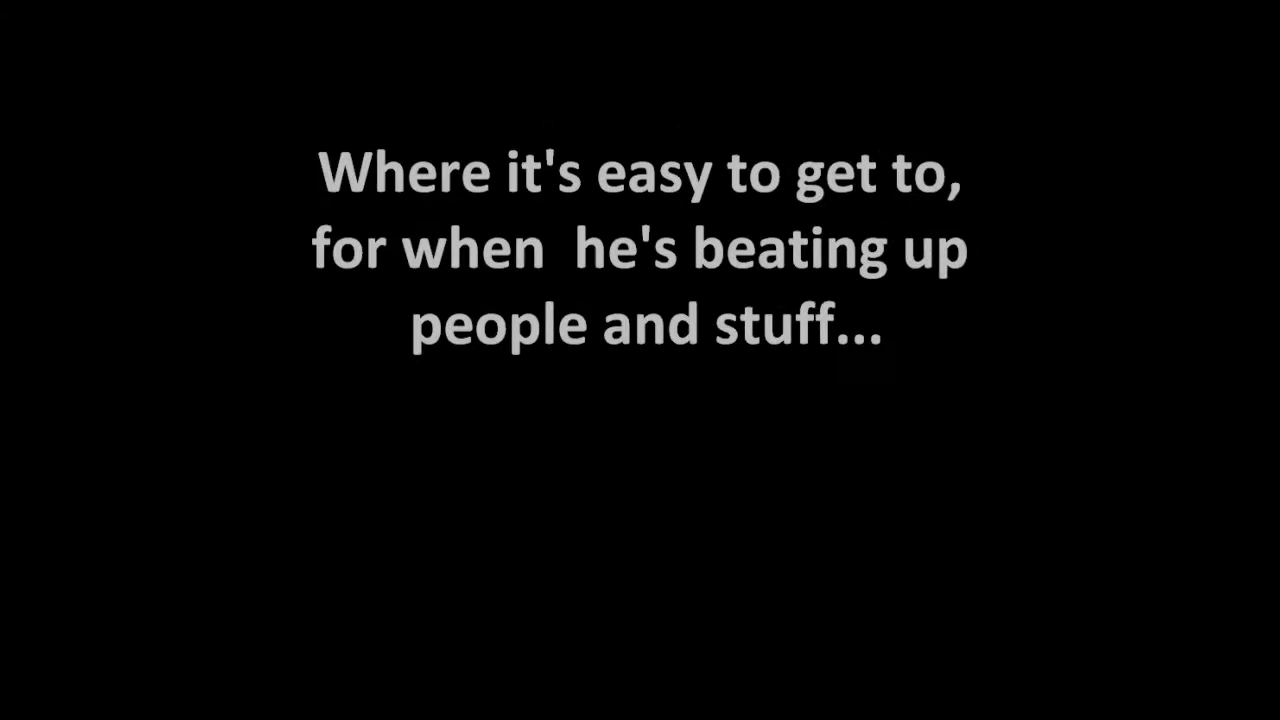 Where it's easy to get to,
for when  he's beating up
people and stuff...